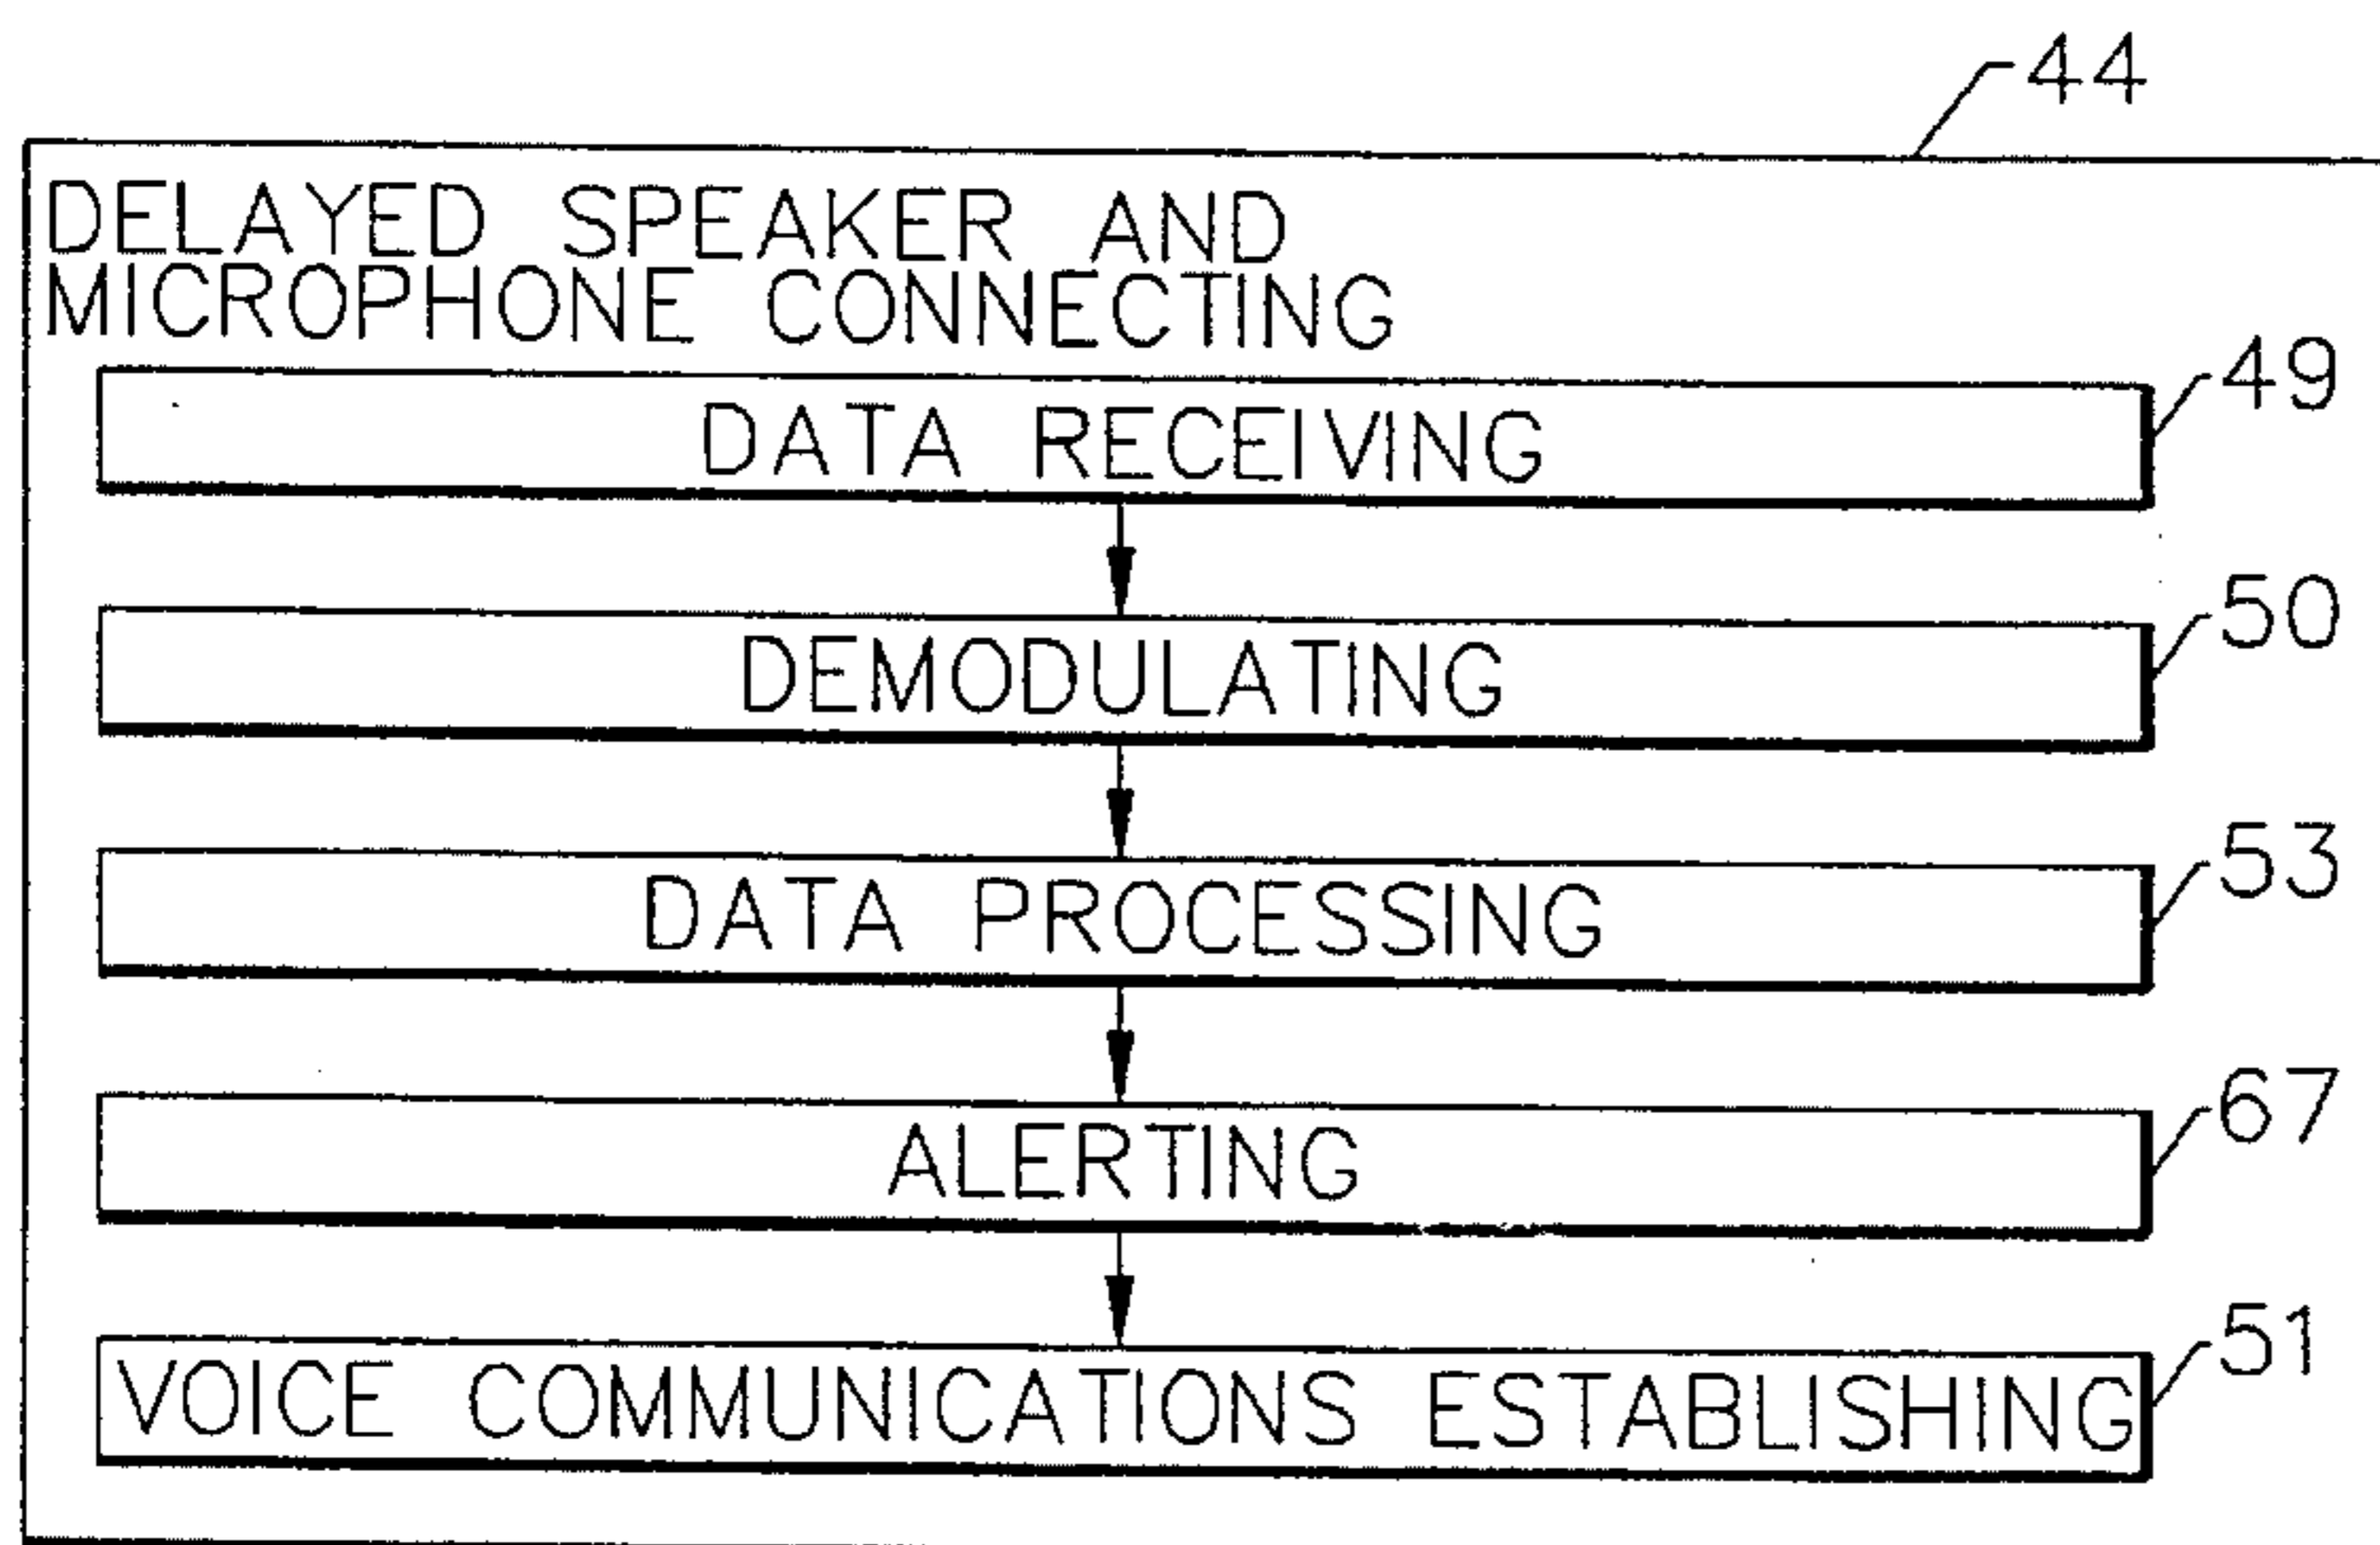 44
DELAYED SPEAKER AND
MICROPHONE CONNECTING
49
DATA RECEIVING
50
DEMODULATING
53
DATA PROCESSING
67
ALERTING
51
VOICE COMMUNICATIONS ESTABLISHING